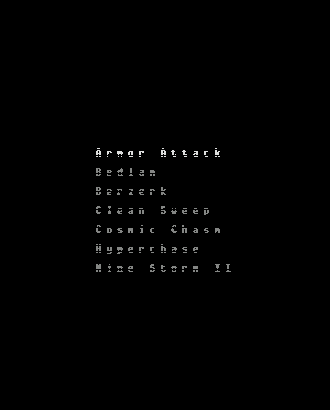 Armor Attack
Bedlam
Berzerk
Clean Sweep
Cosmic Chasm
Hyperchase
Mine Storm II